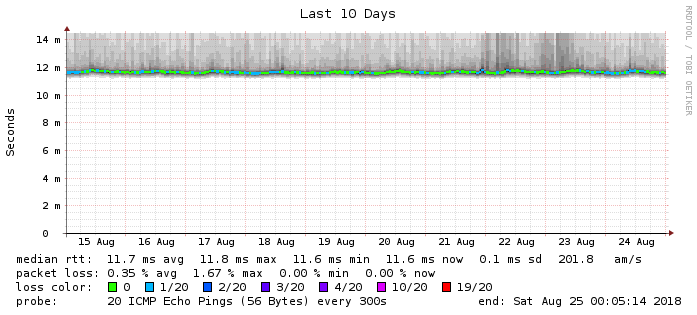 Last 10 Days
RRDTOOL / TOBI OETIKER
Seconds
14 m
12 m
10 m
8 m
6 m
4 m
2 m
0
15 Aug 16 Aug 17 Aug 18 Aug 19 Aug 20 Aug 21 Aug 22 Aug 23 Aug 24 Aug
median rtt: 11.7 ms avg 11.8 ms max 11.6 ms min 11.6 ms now 0.1 ms sd 201.8 am/s
packet loss: 0.35 % avg 1.67 % max 0.00 % min 0.00 % now
loss color: 0 1/20 2/20 3/20 4/20 10/20 19/20
probe: 20 ICMP Echo Pings (56 Bytes) every 300s end: Sat Aug 25 00:05:14 2018